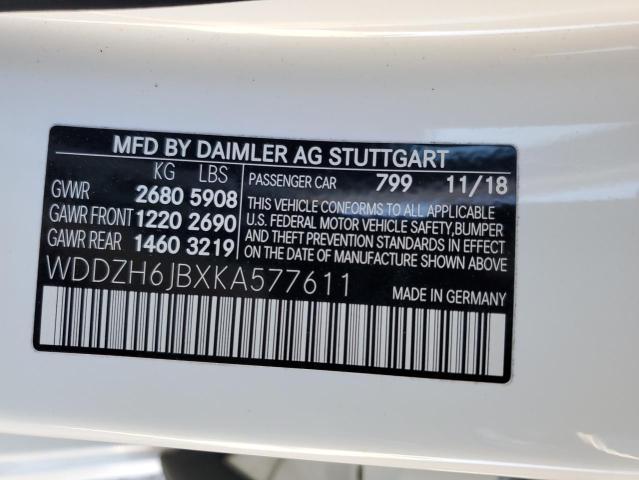 MFD BY DAIMLER AG STUTTGART
KG LBS
GVWR 2680 5908
GAWR FRONT 1220 2690
GAWR REAR 1460 3219
PASSENGER CAR 799 11/18
THIS VEHICLE CONFORMS TO ALL APPLICABLE
U.S. FEDERAL MOTOR VEHICLE SAFETY,BUMPER
AND THEFT PREVENTION STANDARDS IN EFFECT
ON THE DATE OF MANUFACTURE SHOWN ABOVE.
WDDZH6JBXKA577611
MADE IN GERMANY